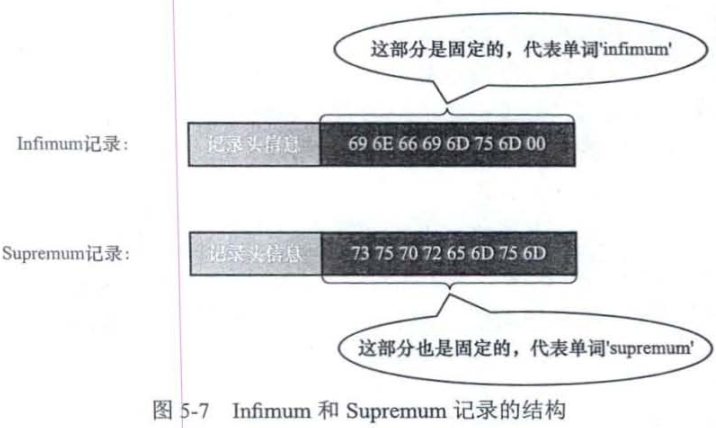 这部分是固定的，代表单词'infimum'
Infimum记录：
记录头信息
69 6E 66 69 6D 75 6D 00
Supremum记录：
记录头信息
73 75 70 72 65 6D 75 6D
这部分也是固定的，代表单词'supremum'
图 5-7 Infimum 和 Supremum 记录的结构